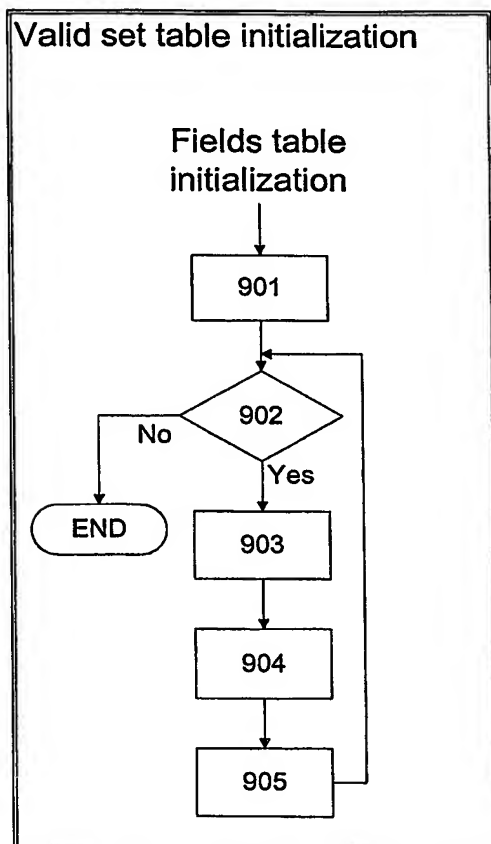 Valid set table initialization
Fields table
initialization
901
902
No
Yes
END
903
904
905